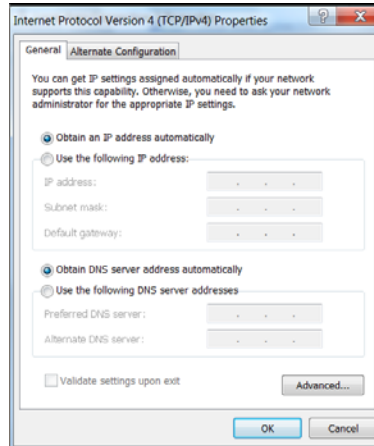 Internet Protocol Version 4 (TCP/IPv4) Properties
General
Alternate Configuration
You can get IP settings assigned automatically if your network
supports this capability. Otherwise, you need to ask your network
administrator for the appropriate IP settings.
Obtain an IP address automatically
Use the following IP address:
IP address:
Subnet mask:
Default gateway:
Obtain DNS server address automatically
Use the following DNS server addresses
Preferred DNS server:
Alternate DNS server:
Validate settings upon exit
Advanced...
OK
Cancel